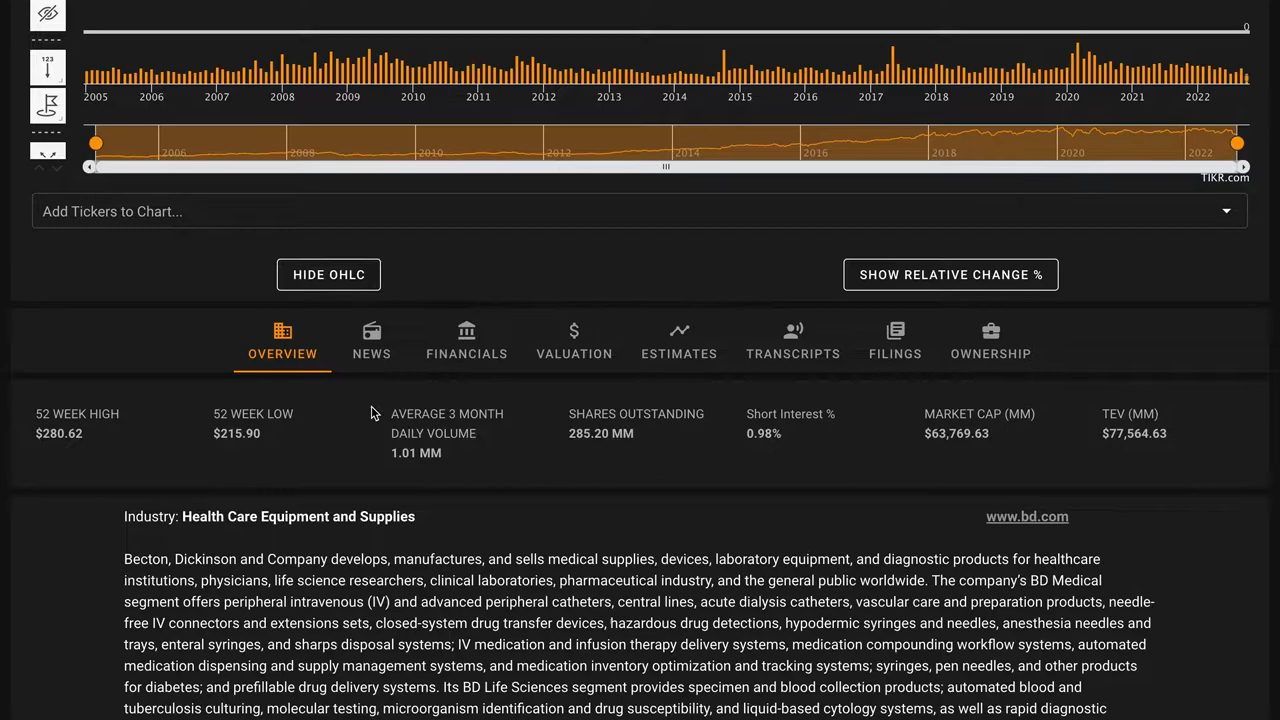 0
123
2005 2006 2007 2008 2009 2010 2011 2012 2013 2014 2015 2016 2017 2018 2019 2020 2021 2022
2006 2008 2010 2012 2014 2016 2018 2020 2022
TIKR.com
Add Tickers to Chart...
HIDE OHLC
SHOW RELATIVE CHANGE %
OVERVIEW NEWS FINANCIALS VALUATION ESTIMATES TRANSCRIPTS FILINGS OWNERSHIP
52 WEEK HIGH
$280.62
52 WEEK LOW
$215.90
AVERAGE 3 MONTH
DAILY VOLUME
1.01 MM
SHARES OUTSTANDING
285.20 MM
Short Interest %
0.98%
MARKET CAP (MM)
$63,769.63
TEV (MM)
$77,564.63
Industry: Health Care Equipment and Supplies
www.bd.com
Becton, Dickinson and Company develops, manufactures, and sells medical supplies, devices, laboratory equipment, and diagnostic products for healthcare
institutions, physicians, life science researchers, clinical laboratories, pharmaceutical industry, and the general public worldwide. The company's BD Medical
segment offers peripheral intravenous (IV) and advanced peripheral catheters, central lines, acute dialysis catheters, vascular care and preparation products, needle-
free IV connectors and extensions sets, closed-system drug transfer devices, hazardous drug detections, hypodermic syringes and needles, anesthesia needles and
trays, enteral syringes, and sharps disposal systems; IV medication and infusion therapy delivery systems, medication compounding workflow systems, automated
medication dispensing and supply management systems, and medication inventory optimization and tracking systems; syringes, pen needles, and other products
for diabetes; and prefillable drug delivery systems. Its BD Life Sciences segment provides specimen and blood collection products; automated blood and
tuberculosis culturing, molecular testing, microorganism identification and drug susceptibility, and liquid-based cytology systems, as well as rapid diagnostic